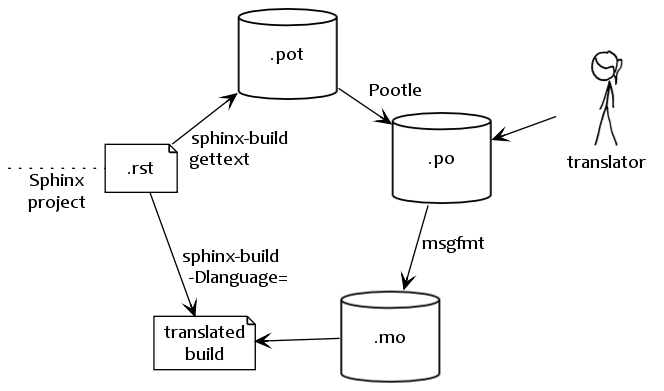 .pot
Pootle
sphinx-build
gettext
.rst
.po
translator
Sphinx
project
msgfmt
sphinx-build
-Dlanguage=
translated
build
.mo